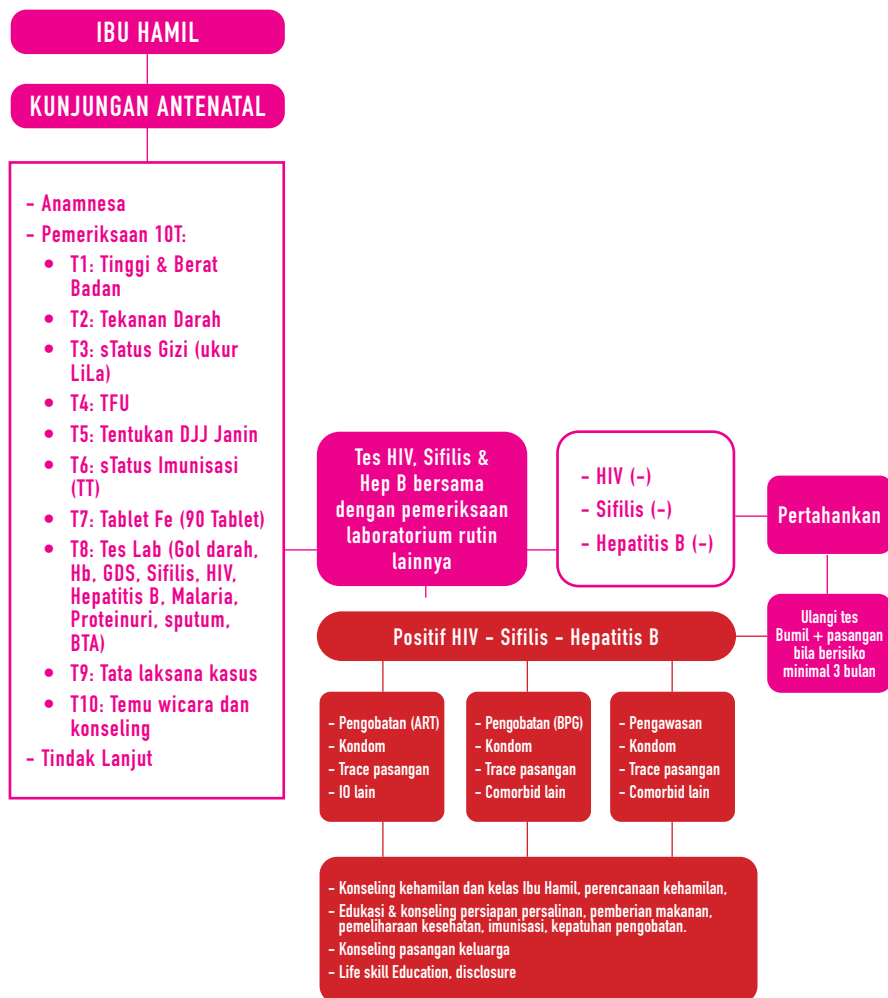 IBU HAMIL
KUNJUNGAN ANTENATAL
- Anamnesa
- Pemeriksaan 10T:
• T1: Tinggi & Berat
Badan
• T2: Tekanan Darah
• T3: sTatus Gizi (ukur
LiLa)
• T4: TFU
• T5: Tentukan DJJ Janin
• T6: sTatus Imunisasi
(TT)
• T7: Tablet Fe (90 Tablet)
• T8: Tes Lab (Gol darah,
Hb, GDS, Sifilis, HIV,
Hepatitis B, Malaria,
Proteinuri, sputum,
BTA)
• T9: Tata laksana kasus
• T10: Temu wicara dan
konseling
- Tindak Lanjut
Tes HIV, Sifilis &
Hep B bersama
dengan pemeriksaan
laboratorium rutin
lainnya
- HIV (-)
- Sifilis (-)
- Hepatitis B (-)
Pertahankan
Ulangi tes
Bumil + pasangan
bila berisiko
minimal 3 bulan
Positif HIV - Sifilis - Hepatitis B
- Pengobatan (ART)
- Kondom
- Trace pasangan
- IO lain
- Pengobatan (BPG)
- Kondom
- Trace pasangan
- Comorbid lain
- Pengawasan
- Kondom
- Trace pasangan
- Comorbid lain
- Konseling kehamilan dan kelas Ibu Hamil, perencanaan kehamilan,
- Edukasi & konseling persiapan persalinan, pemberian makanan,
pemeliharaan kesehatan, imunisasi, kepatuhan pengobatan.
- Konseling pasangan keluarga
- Life skill Education, disclosure